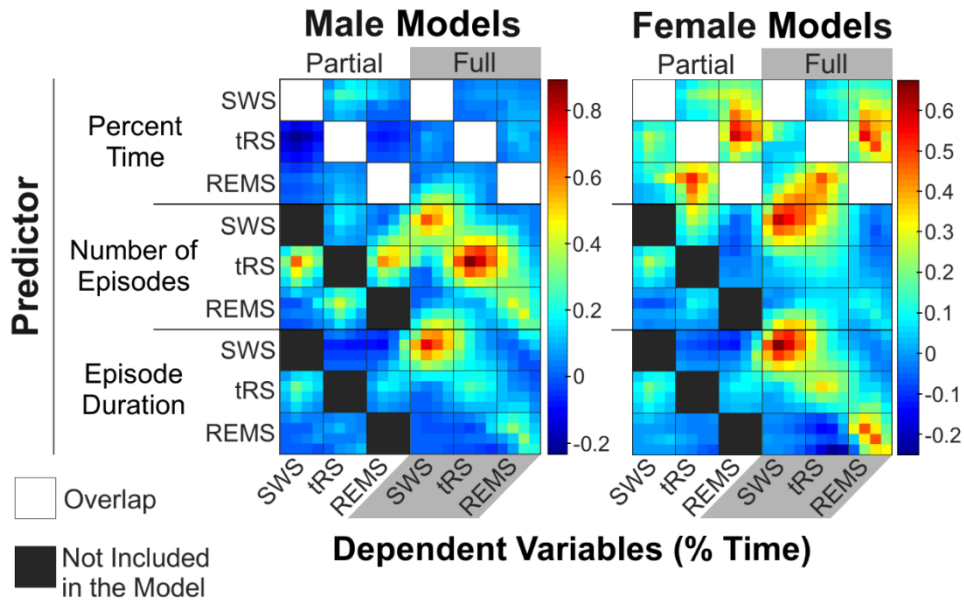 Male Models
Female Models
Partial
Full
Partial
Full
Predictor
Percent
Time
SWS
tRS
REMS
Number of
Episodes
SWS
tRS
REMS
Episode
Duration
SWS
tRS
REMS
0.8
0.6
0.4
0.2
0
-0.2
0.6
0.5
0.4
0.3
0.2
0.1
0
-0.1
-0.2
SWS
tRS
REMS
SWS
tRS
REMS
SWS
tRS
REMS
SWS
tRS
REMS
Overlap
Not Included
in the Model
Dependent Variables (% Time)